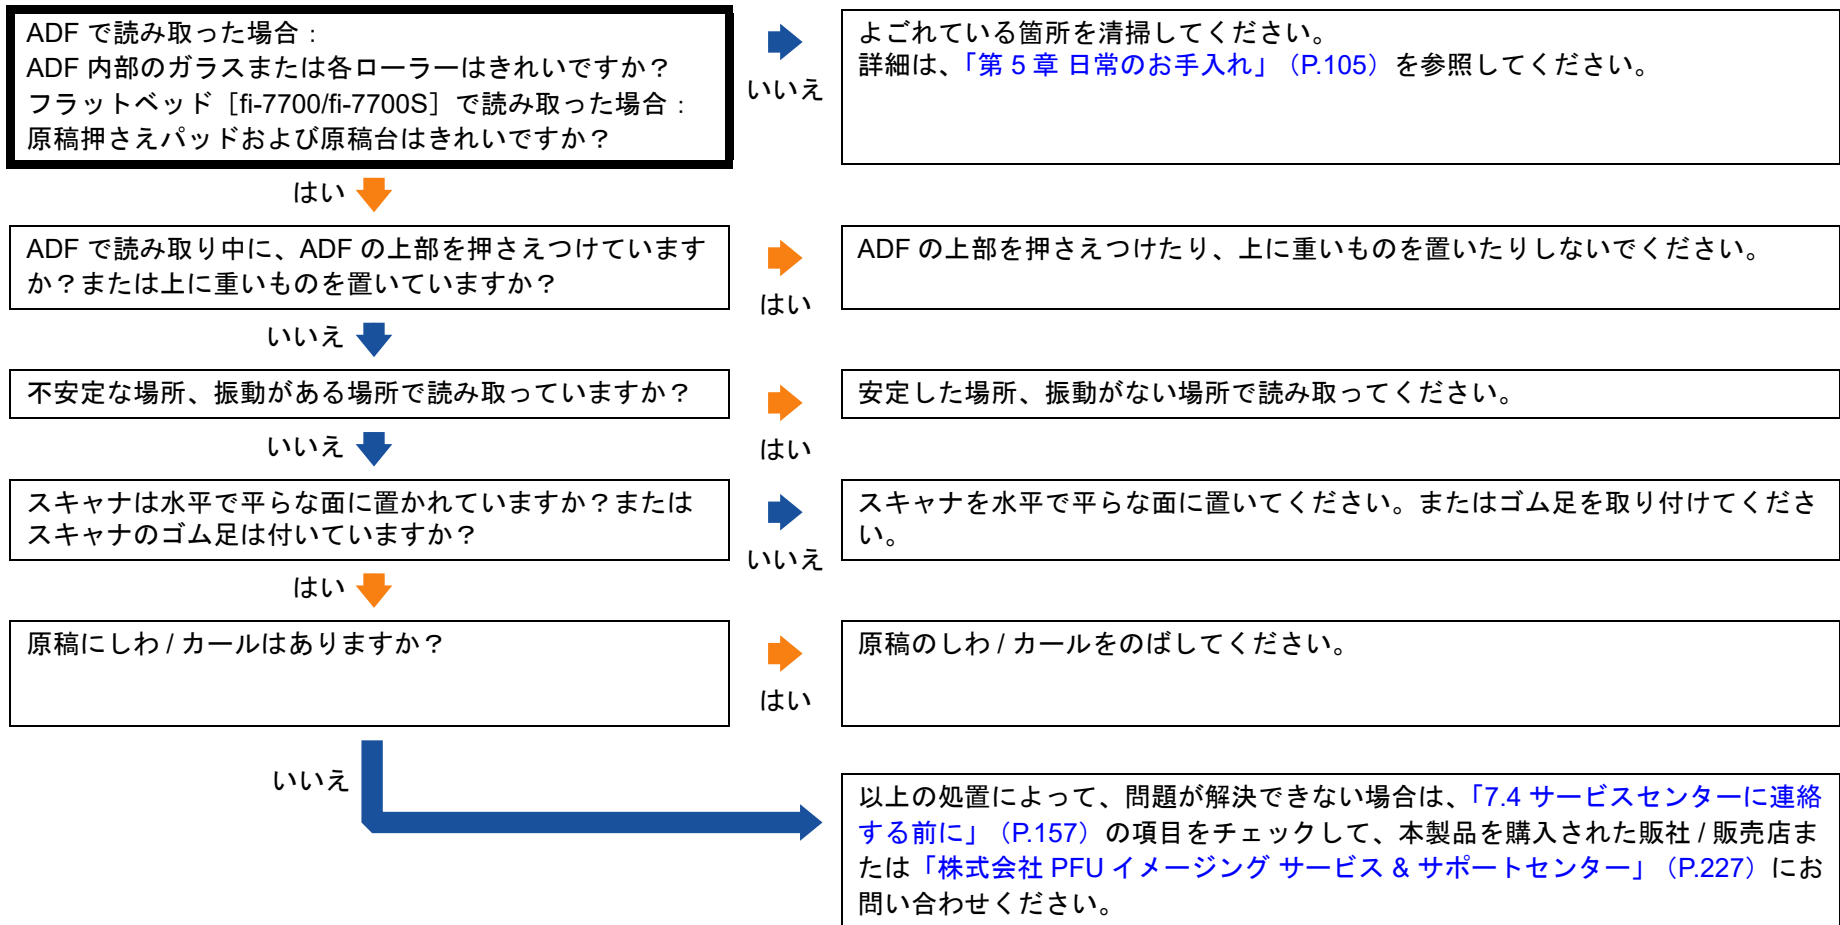 ADF で読み取った場合：
ADF 内部のガラスまたは各ローラーはきれいですか？
フラットベッド［fi-7700/fi-7700S］で読み取った場合：
原稿押さえパッドおよび原稿台はきれいですか？
いいえ
よごれている箇所を清掃してください。
詳細は、「第 5 章 日常のお手入れ」（P.105）を参照してください。
はい
ADF で読み取り中に、ADF の上部を押さえつけています
か？または上に重いものを置いていますか？
はい
ADF の上部を押さえつけたり、上に重いものを置いたりしないでください。
いいえ
不安定な場所、振動がある場所で読み取っていますか？
はい
安定した場所、振動がない場所で読み取ってください。
いいえ
スキャナは水平で平らな面に置かれていますか？または
スキャナのゴム足は付いていますか？
いいえ
スキャナを水平で平らな面に置いてください。またはゴム足を取り付けてくださ
い。
はい
原稿にしわ / カールはありますか？
はい
原稿のしわ / カールをのばしてください。
いいえ
以上の処置によって、問題が解決できない場合は、「7.4 サービスセンターに連絡
する前に」（P.157）の項目をチェックして、本製品を購入された販社 / 販売店ま
たは「株式会社 PFU イメージング サービス & サポートセンター」（P.227）にお
問い合わせください。